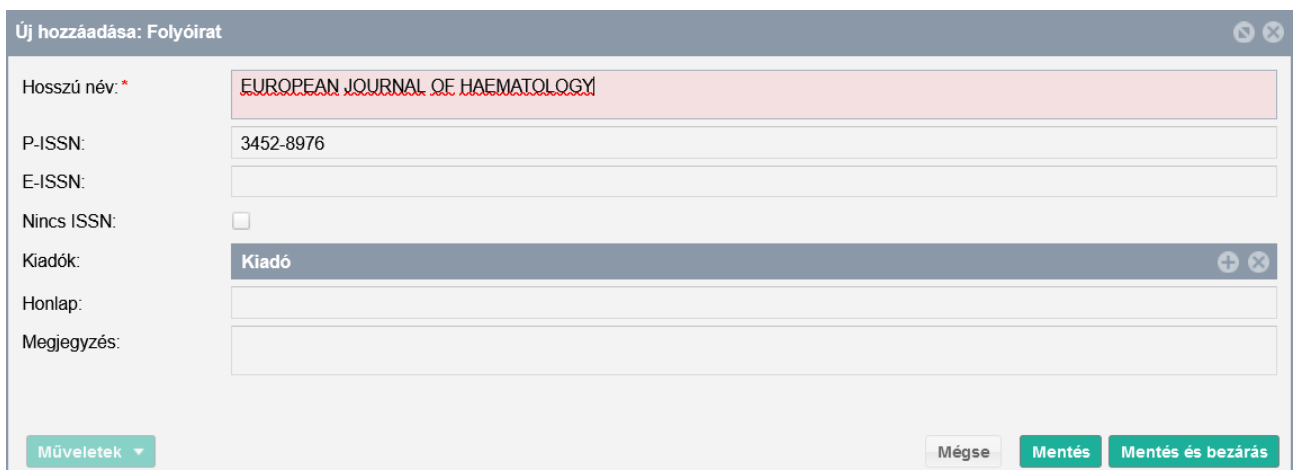 Új hozzáadása: Folyóirat
Hosszú név:* EUROPEAN JOURNAL OF HAEMATOLOGY
P-ISSN: 3452-8976
E-ISSN:
Nincs ISSN:
Kiadók: Kiadó
Honlap:
Megjegyzés:
Műveletek Mégse Mentés Mentés és bezárás